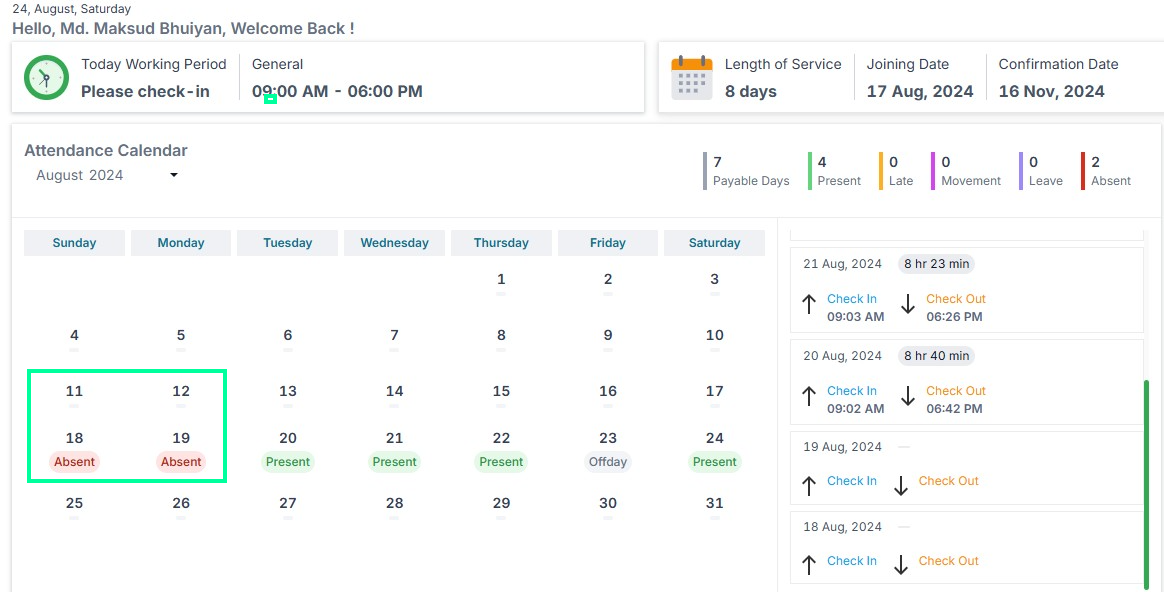 24, August, Saturday
Hello, Md. Maksud Bhuiyan, Welcome Back !
Today Working Period
Please check-in
General
09:00 AM - 06:00 PM
Length of Service
8 days
Joining Date
17 Aug, 2024
Confirmation Date
16 Nov, 2024
Attendance Calendar
August 2024
7
Payable Days
4
Present
0
Late
0
Movement
0
Leave
2
Absent
Sunday Monday Tuesday Wednesday Thursday Friday Saturday
1 2 3
4 5 6 7 8 9 10
11 12 13 14 15 16 17
18 19 20 21 22 23 24
Absent Absent Present Present Present Offday Present
25 26 27 28 29 30 31
21 Aug, 2024 8 hr 23 min
Check In Check Out
09:03 AM 06:26 PM
20 Aug, 2024 8 hr 40 min
Check In Check Out
09:02 AM 06:42 PM
19 Aug, 2024
Check In Check Out
18 Aug, 2024
Check In Check Out